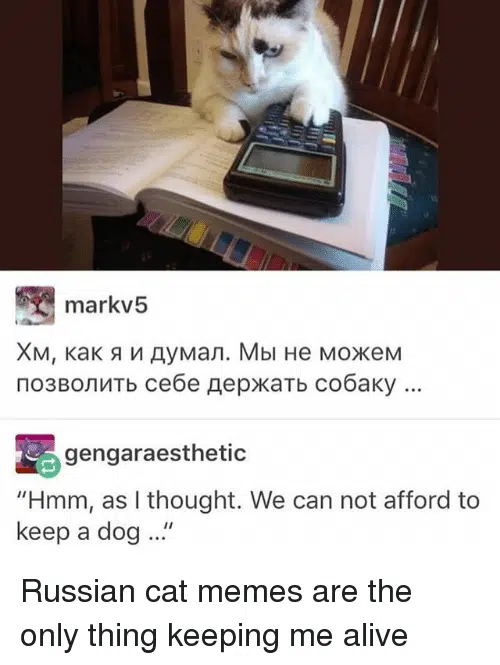 markv5
Хм, как я и думал. Мы не можем
позволить себе держать собаку ...
gengaraesthetic
"Hmm, as I thought. We can not afford to
keep a dog ..."
Russian cat memes are the
only thing keeping me alive